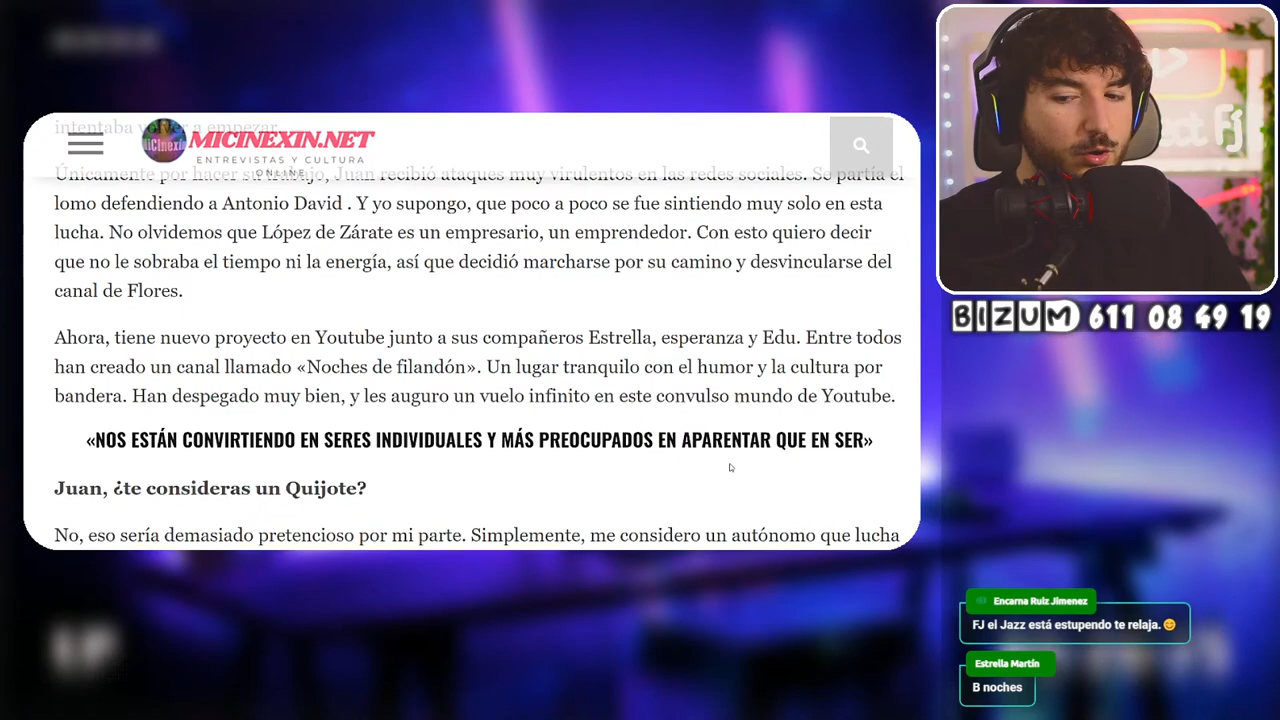 intentaba volver a empezar.
MiCinexin
MICINEXIN.NET
ENTREVISTAS Y CULTURA
ONLINE
Únicamente por hacer su trabajo, Juan recibió ataques muy virulentos en las redes sociales. Se partía el
lomo defendiendo a Antonio David . Y yo supongo, que poco a poco se fue sintiendo muy solo en esta
lucha. No olvidemos que López de Zárate es un empresario, un emprendedor. Con esto quiero decir
que no le sobraba el tiempo ni la energía, así que decidió marcharse por su camino y desvincularse del
canal de Flores.
Ahora, tiene nuevo proyecto en Youtube junto a sus compañeros Estrella, esperanza y Edu. Entre todos
han creado un canal llamado «Noches de filandón». Un lugar tranquilo con el humor y la cultura por
bandera. Han despegado muy bien, y les auguro un vuelo infinito en este convulso mundo de Youtube.
«NOS ESTÁN CONVIRTIENDO EN SERES INDIVIDUALES Y MÁS PREOCUPADOS EN APARENTAR QUE EN SER»
Juan, ¿te consideras un Quijote?
No, eso sería demasiado pretencioso por mi parte. Simplemente, me considero un autónomo que lucha
BIZUM 611 08 49 19
Encarna Ruiz Jimenez
FJ el Jazz está estupendo te relaja.😊
Estrella Martín
B noches